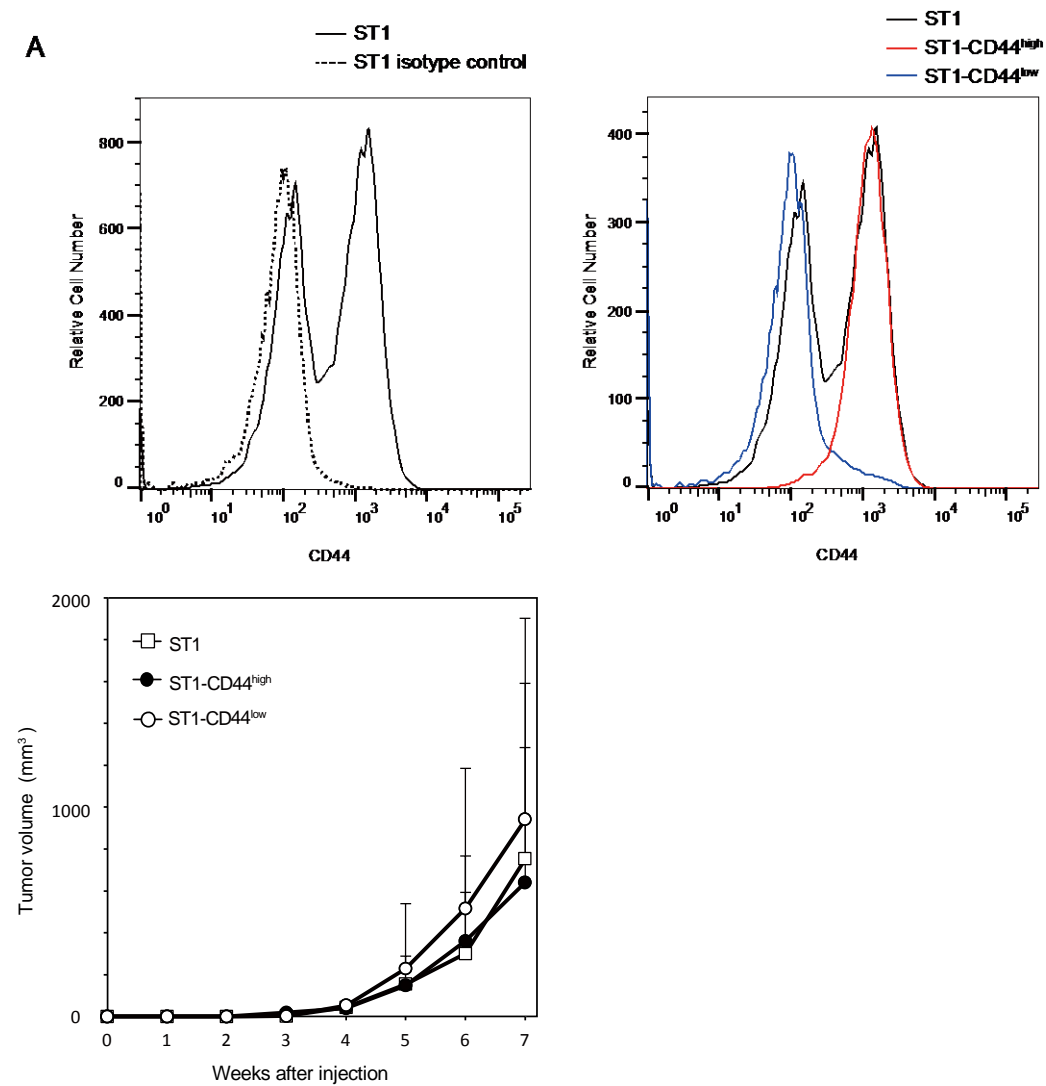 A
ST1
ST1 isotype control
800
600
400
200
0
Relative Cell Number
10⁰ 10¹ 10² 10³ 10⁴ 10⁵
CD44
ST1
ST1-CD44ʰⁱᵍʰ
ST1-CD44ˡᵒʷ
400
300
200
100
0
Relative Cell Number
10⁰ 10¹ 10² 10³ 10⁴ 10⁵
CD44
2000
1000
0
Tumor volume (mm³)
ST1
ST1-CD44ʰⁱᵍʰ
ST1-CD44ˡᵒʷ
0 1 2 3 4 5 6 7
Weeks after injection